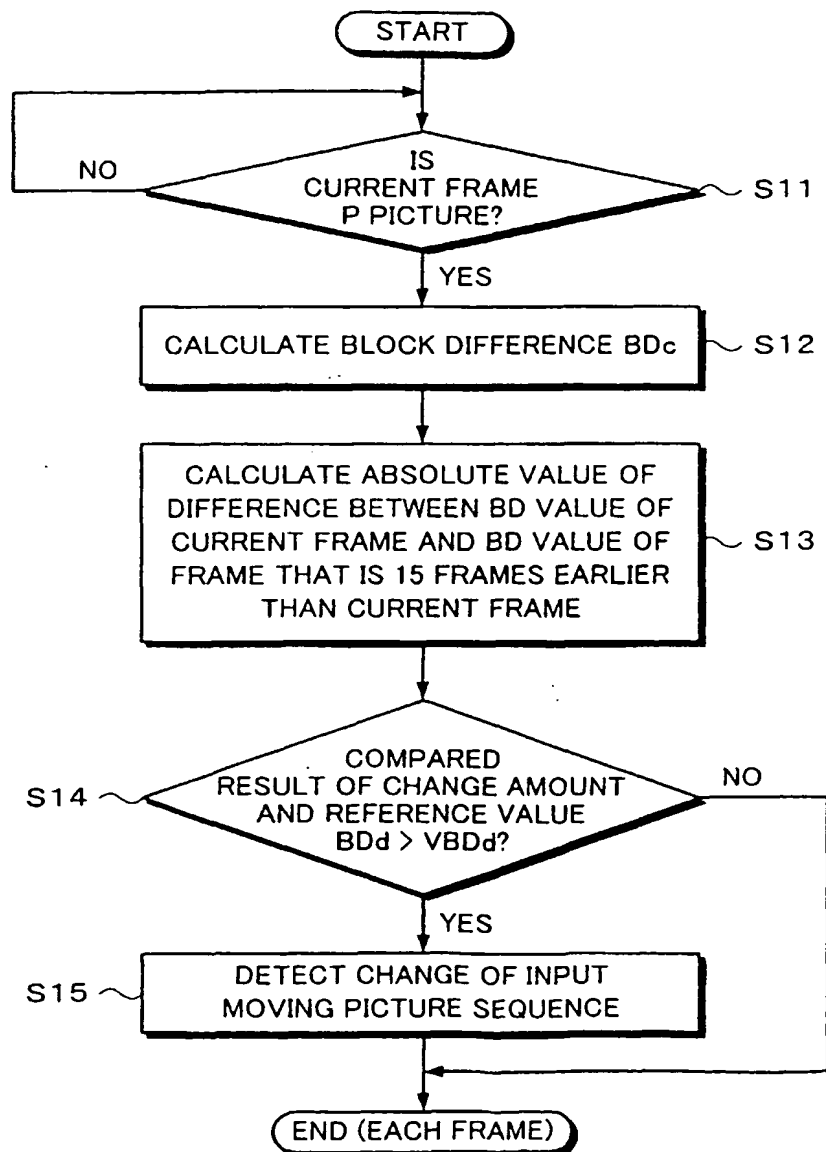 START
NO
IS
CURRENT FRAME
P PICTURE?
S11
YES
CALCULATE BLOCK DIFFERENCE BDc
S12
CALCULATE ABSOLUTE VALUE OF
DIFFERENCE BETWEEN BD VALUE OF
CURRENT FRAME AND BD VALUE OF
FRAME THAT IS 15 FRAMES EARLIER
THAN CURRENT FRAME
S13
S14
COMPARED
RESULT OF CHANGE AMOUNT
AND REFERENCE VALUE
BDd > VBDd?
NO
YES
S15
DETECT CHANGE OF INPUT
MOVING PICTURE SEQUENCE
END (EACH FRAME)